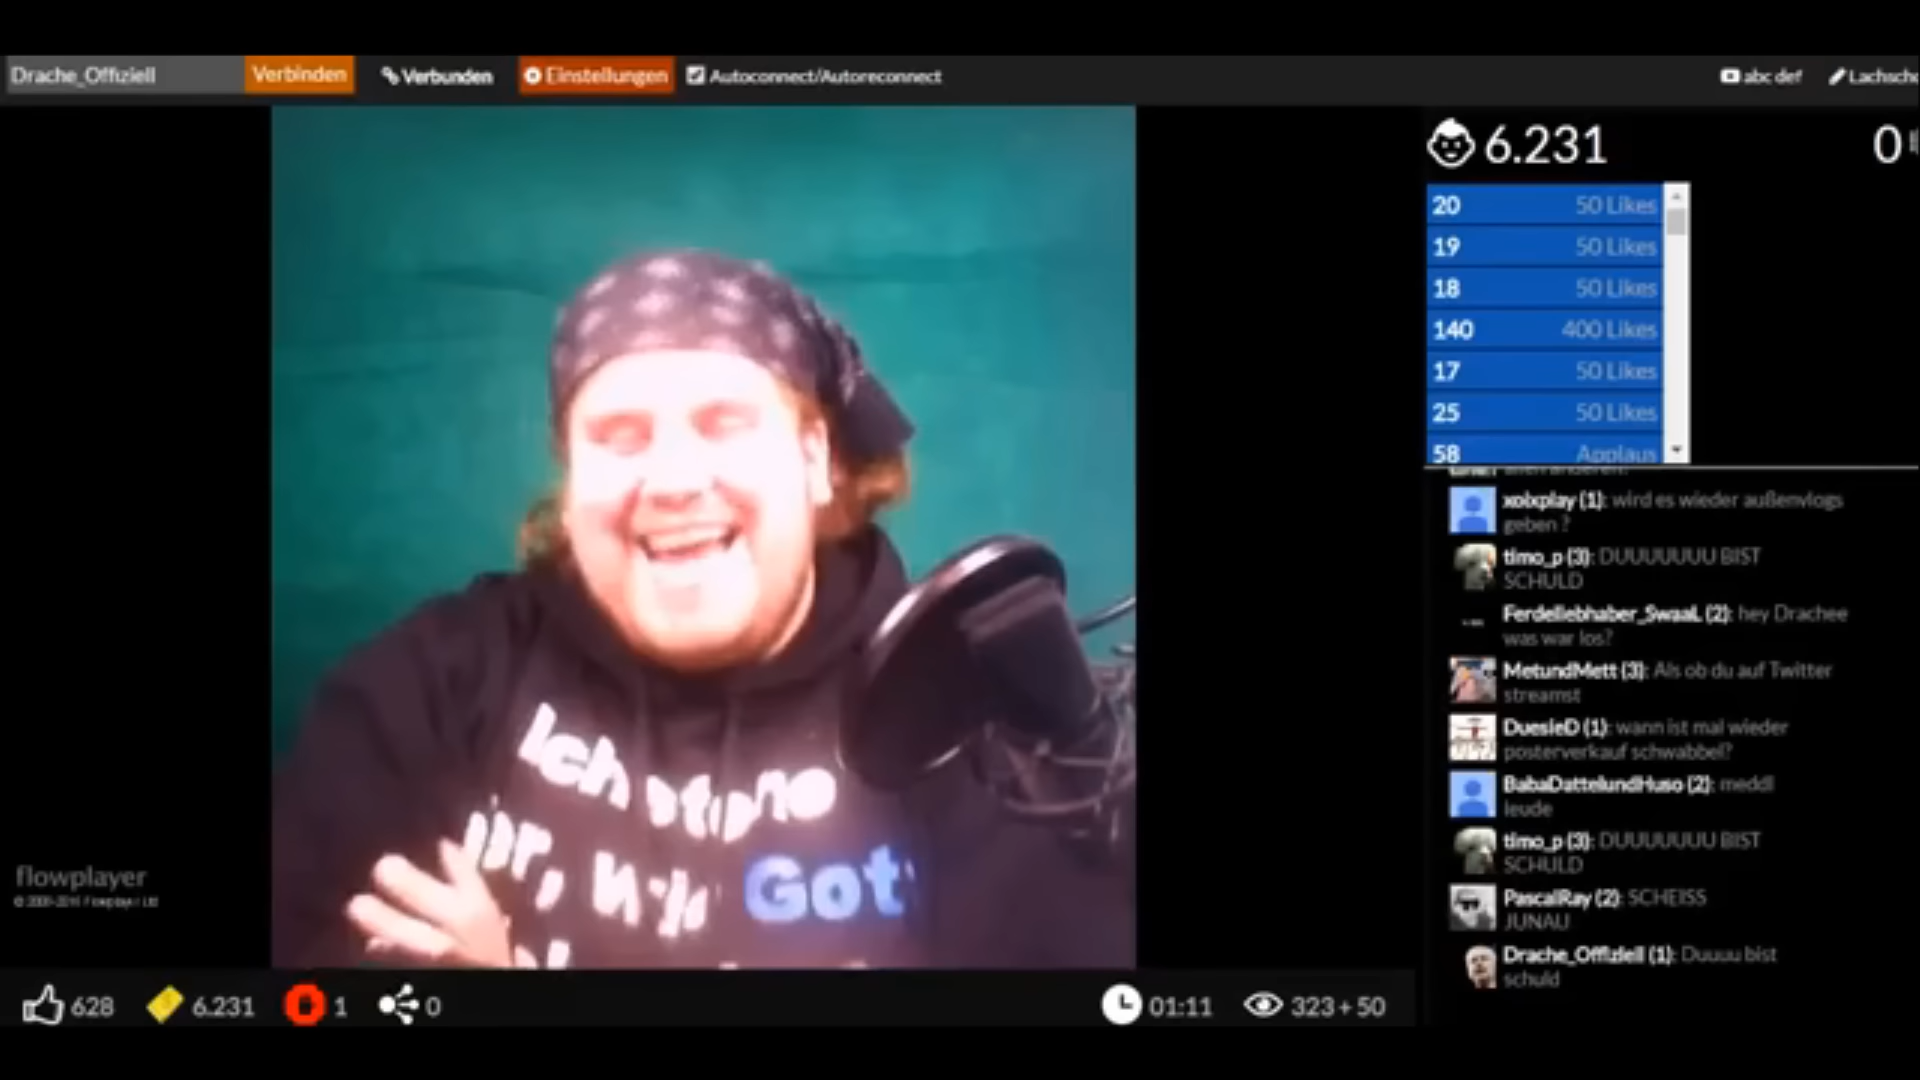 Drache_Offiziell Verbinden Verbunden Einstellungen Autoconnect/Autoreconnect abc def
6.231 0
20 50 Likes
19 50 Likes
18 50 Likes
140 400 Likes
17 50 Likes
25 50 Likes
58 Applaus
xoixplay (1): wird es wieder außenvlogs
geben ?
timo_p (3): DUUUUUUU BIST
SCHULD
Ferdeliebhaber_SwaaL (2): hey Drachee
was war los?
MetundMett (3): Als ob du auf Twitter
streamst
DuesieD (1): wann ist mal wieder
posterverkauf schwabbel?
BabaDattelundHuso (2): meddl
leude
timo_p (3): DUUUUUUU BIST
SCHULD
PascalRay (2): SCHEISS
JUNAU
Drache_Offiziell (1): Duuuu bist
schuld
Ich
Got
flowplayer
628 6.231 1 0 01:11 323 + 50